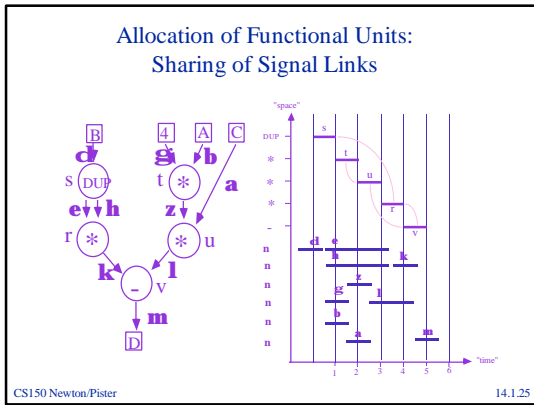 Allocation of Functional Units:
Sharing of Signal Links
B
4 A C
d
g b
s DUP
t *
a
e h
z
r *
* u
k l
- v
m
D
"space"
DUP
*
*
*
-
s
t
u
r
v
n d e
n h k
n z
n g l
n b
n a m
1 2 3 4 5 6
"time"
CS150 Newton/Pister
14.1.25